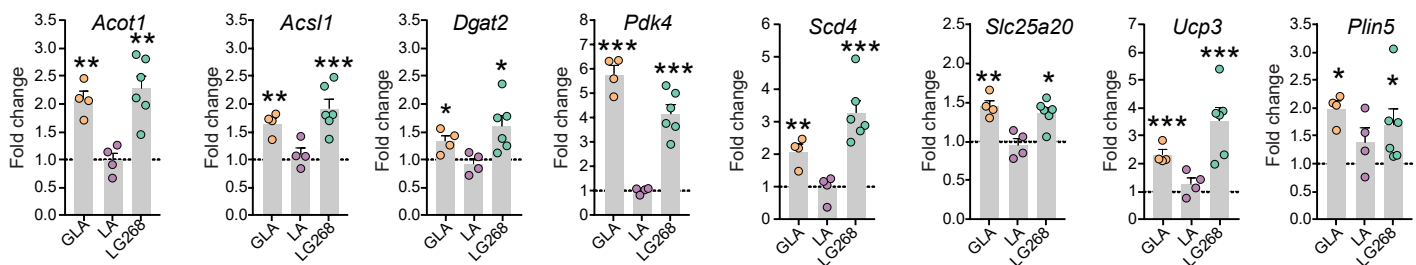 Acot1
Fold change
3.5
3.0
2.5
2.0
1.5
1.0
0.5
0.0
**
**
GLA
LA
LG268
Acsl1
Fold change
3.5
3.0
2.5
2.0
1.5
1.0
0.5
0.0
**
***
GLA
LA
LG268
Dgat2
Fold change
3.5
3.0
2.5
2.0
1.5
1.0
0.5
0.0
*
*
GLA
LA
LG268
Pdk4
Fold change
8
7
6
5
4
3
2
1
0
***
***
GLA
LA
LG268
Scd4
Fold change
6
5
4
3
2
1
0
**
***
GLA
LA
LG268
Slc25a20
Fold change
2.5
2.0
1.5
1.0
0.5
0.0
**
*
GLA
LA
LG268
Ucp3
Fold change
7
6
5
4
3
2
1
0
***
***
GLA
LA
LG268
Plin5
Fold change
3.5
3.0
2.5
2.0
1.5
1.0
0.5
0.0
*
*
GLA
LA
LG268